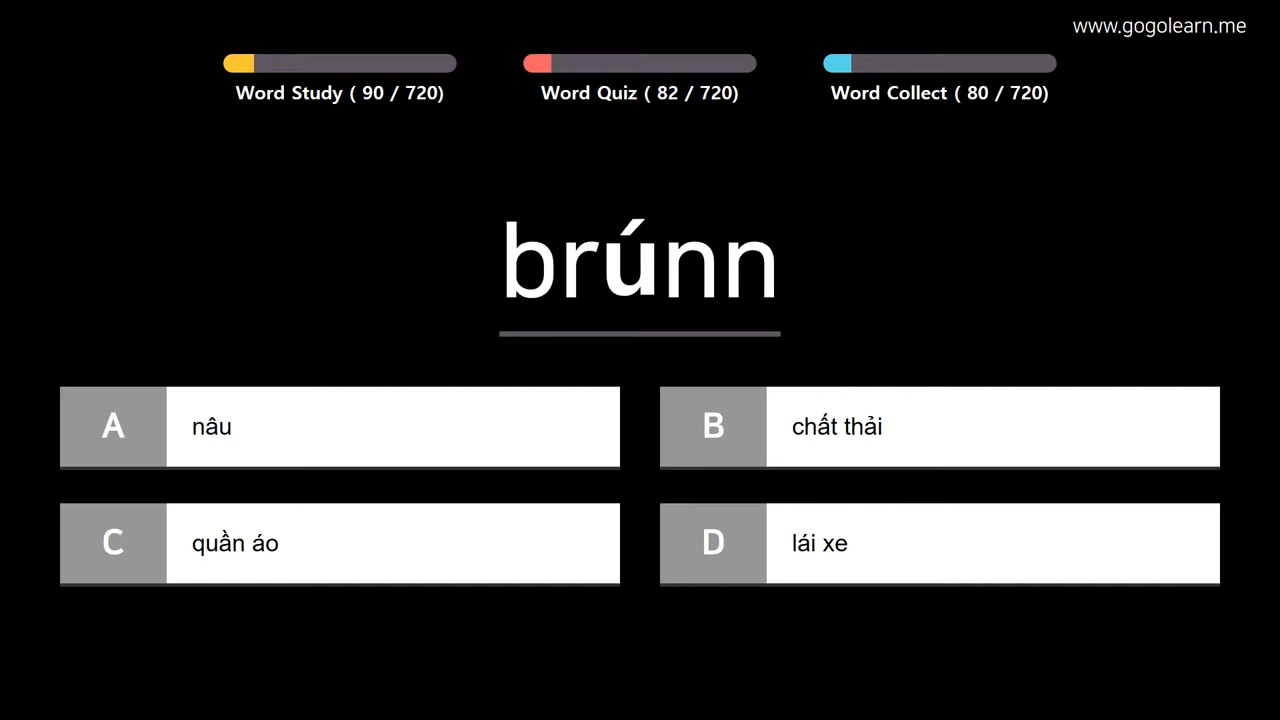 www.gogolearn.me
Word Study ( 90 / 720)
Word Quiz ( 82 / 720)
Word Collect ( 80 / 720)
brúnn
A nâu
B chất thải
C quần áo
D lái xe